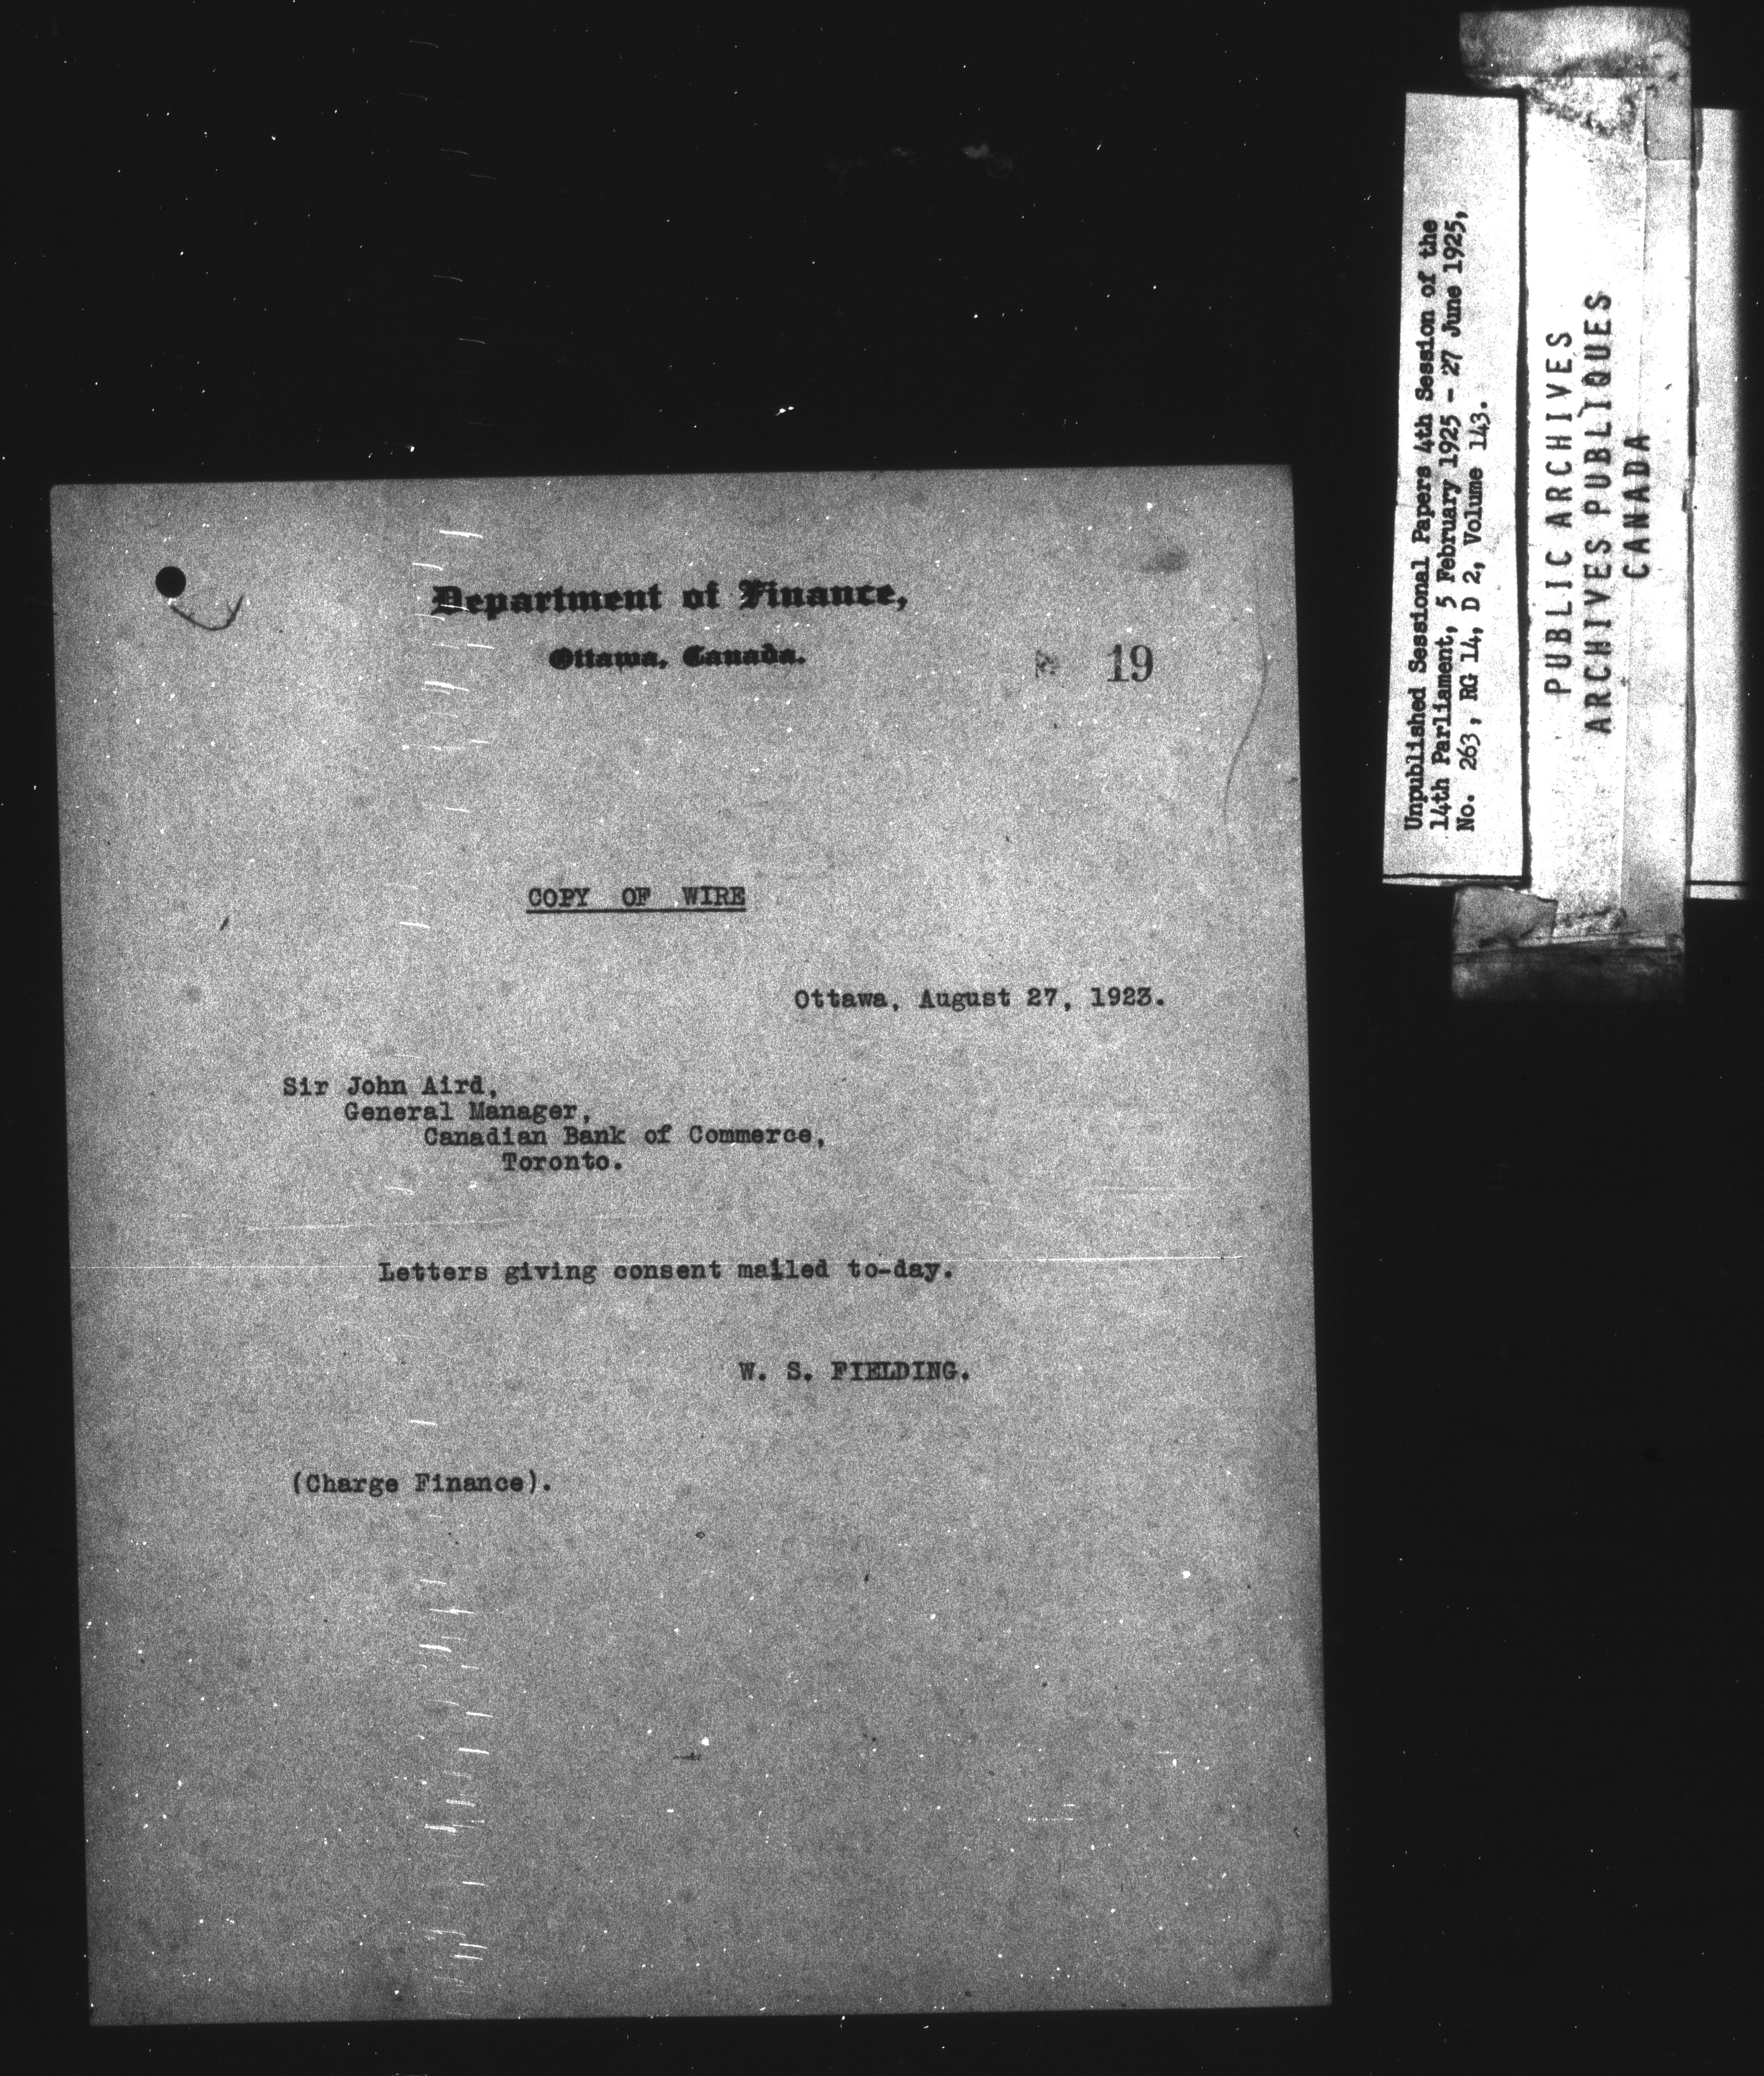 Department of Finance,
Ottawa, Canada.
19
COPY OF WIRE
Ottawa, August 27, 1923.
Sir John Aird,
General Manager,
Canadian Bank of Commerce,
Toronto.
Letters giving consent mailed to-day.
W. S. FIELDING.
(Charge Finance).
Unpublished Sessional Papers 4th Session of the
14th Parliament, 5 February 1925 - 27 June 1925,
No. 263, RG 14, D 2, Volume 143.
PUBLIC ARCHIVES
ARCHIVES PUBLIQUES
CANADA